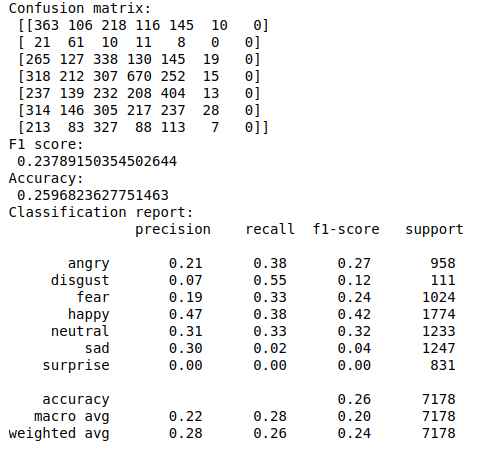 Confusion matrix:
[[363 106 218 116 145  10   0]
[ 21  61  10  11   8   0   0]
[265 127 338 130 145  19   0]
[318 212 307 670 252  15   0]
[237 139 232 208 404  13   0]
[314 146 305 217 237  28   0]
[213  83 327  88 113   7   0]]
F1 score:
0.23789150354502644
Accuracy:
0.2596823627751463
Classification report:
precision    recall  f1-score   support
angry       0.21      0.38      0.27       958
disgust       0.07      0.55      0.12       111
fear       0.19      0.33      0.24      1024
happy       0.47      0.38      0.42      1774
neutral       0.31      0.33      0.32      1233
sad       0.30      0.02      0.04      1247
surprise       0.00      0.00      0.00       831
accuracy                           0.26      7178
macro avg       0.22      0.28      0.20      7178
weighted avg       0.28      0.26      0.24      7178